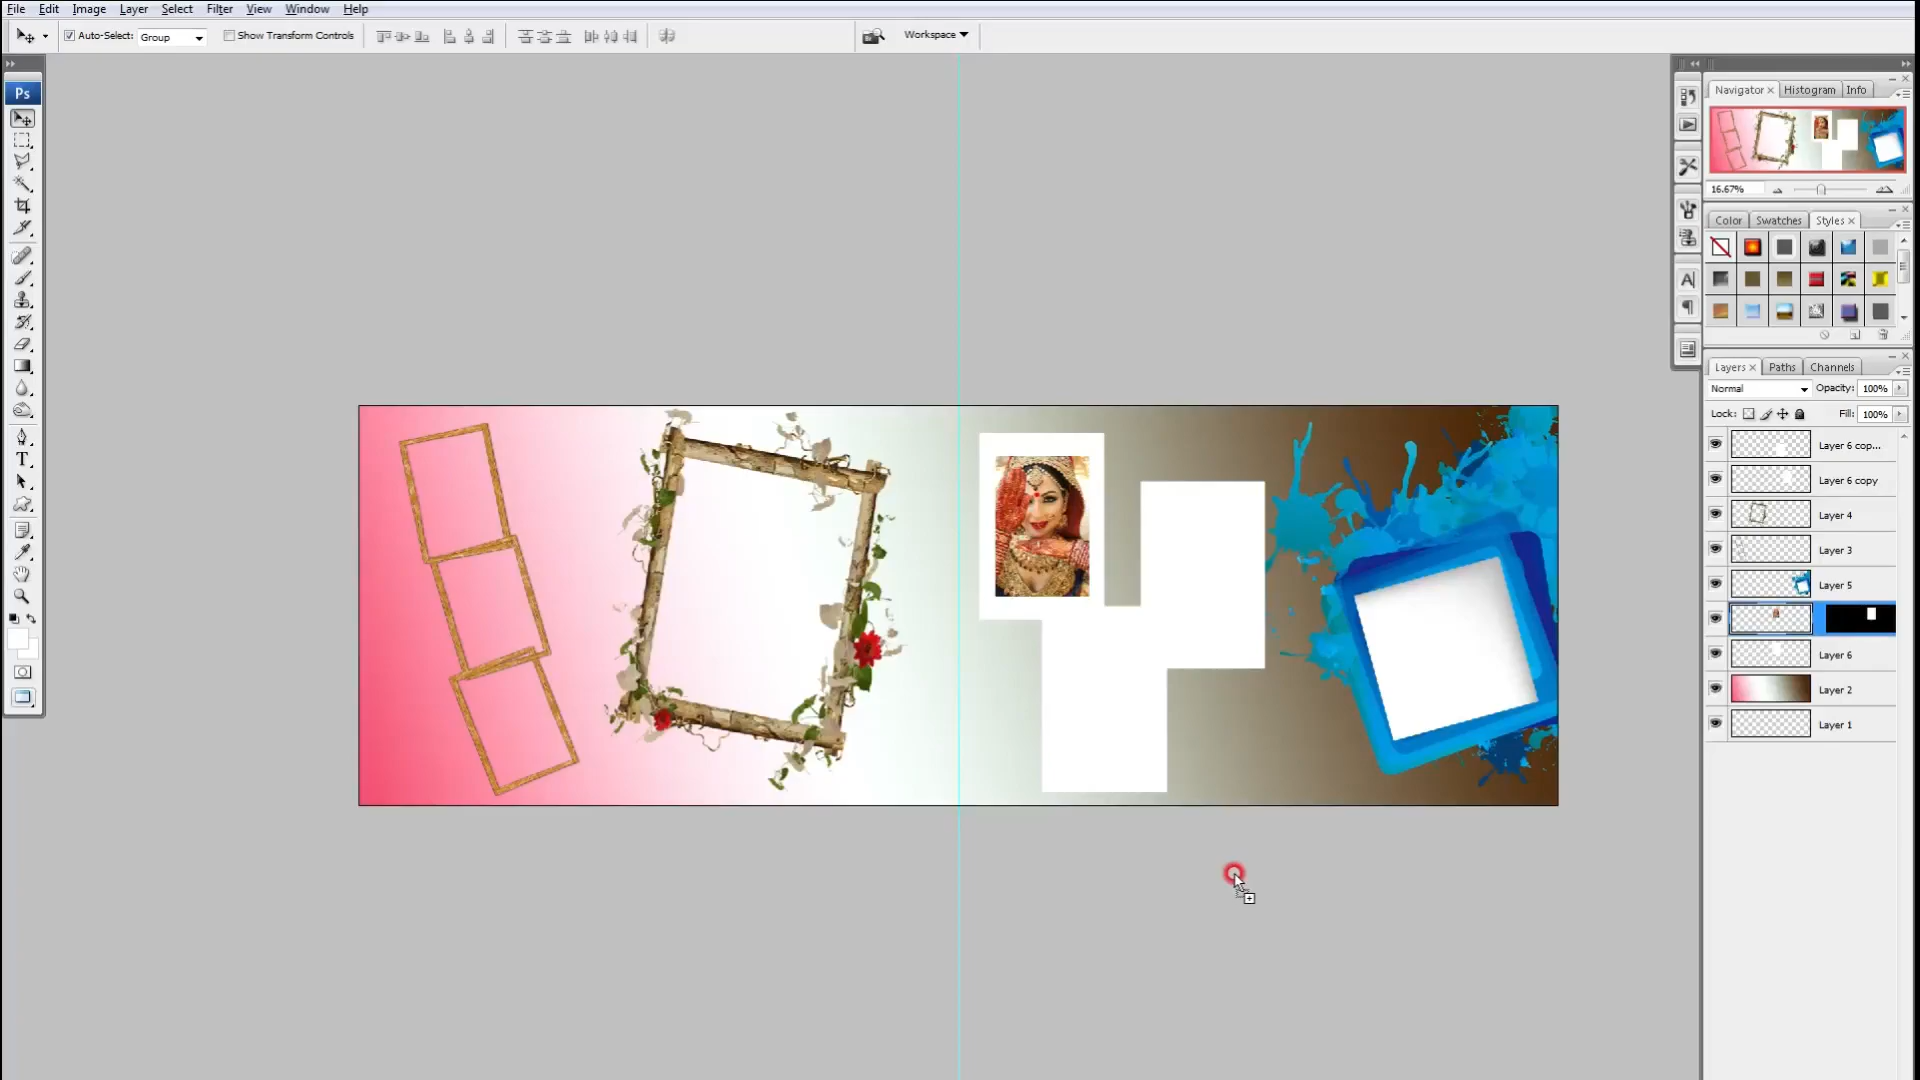 File Edit Image Layer Select Filter View Window Help
Auto-Select: Group Show Transform Controls Workspace
Ps
Navigator Histogram Info
16.67%
Color Swatches Styles
A
T
Layers Paths Channels
Normal Opacity: 100%
Lock: Fill: 100%
Layer 6 cop...
Layer 6 copy
Layer 4
Layer 3
Layer 5
Layer 6
Layer 2
Layer 1